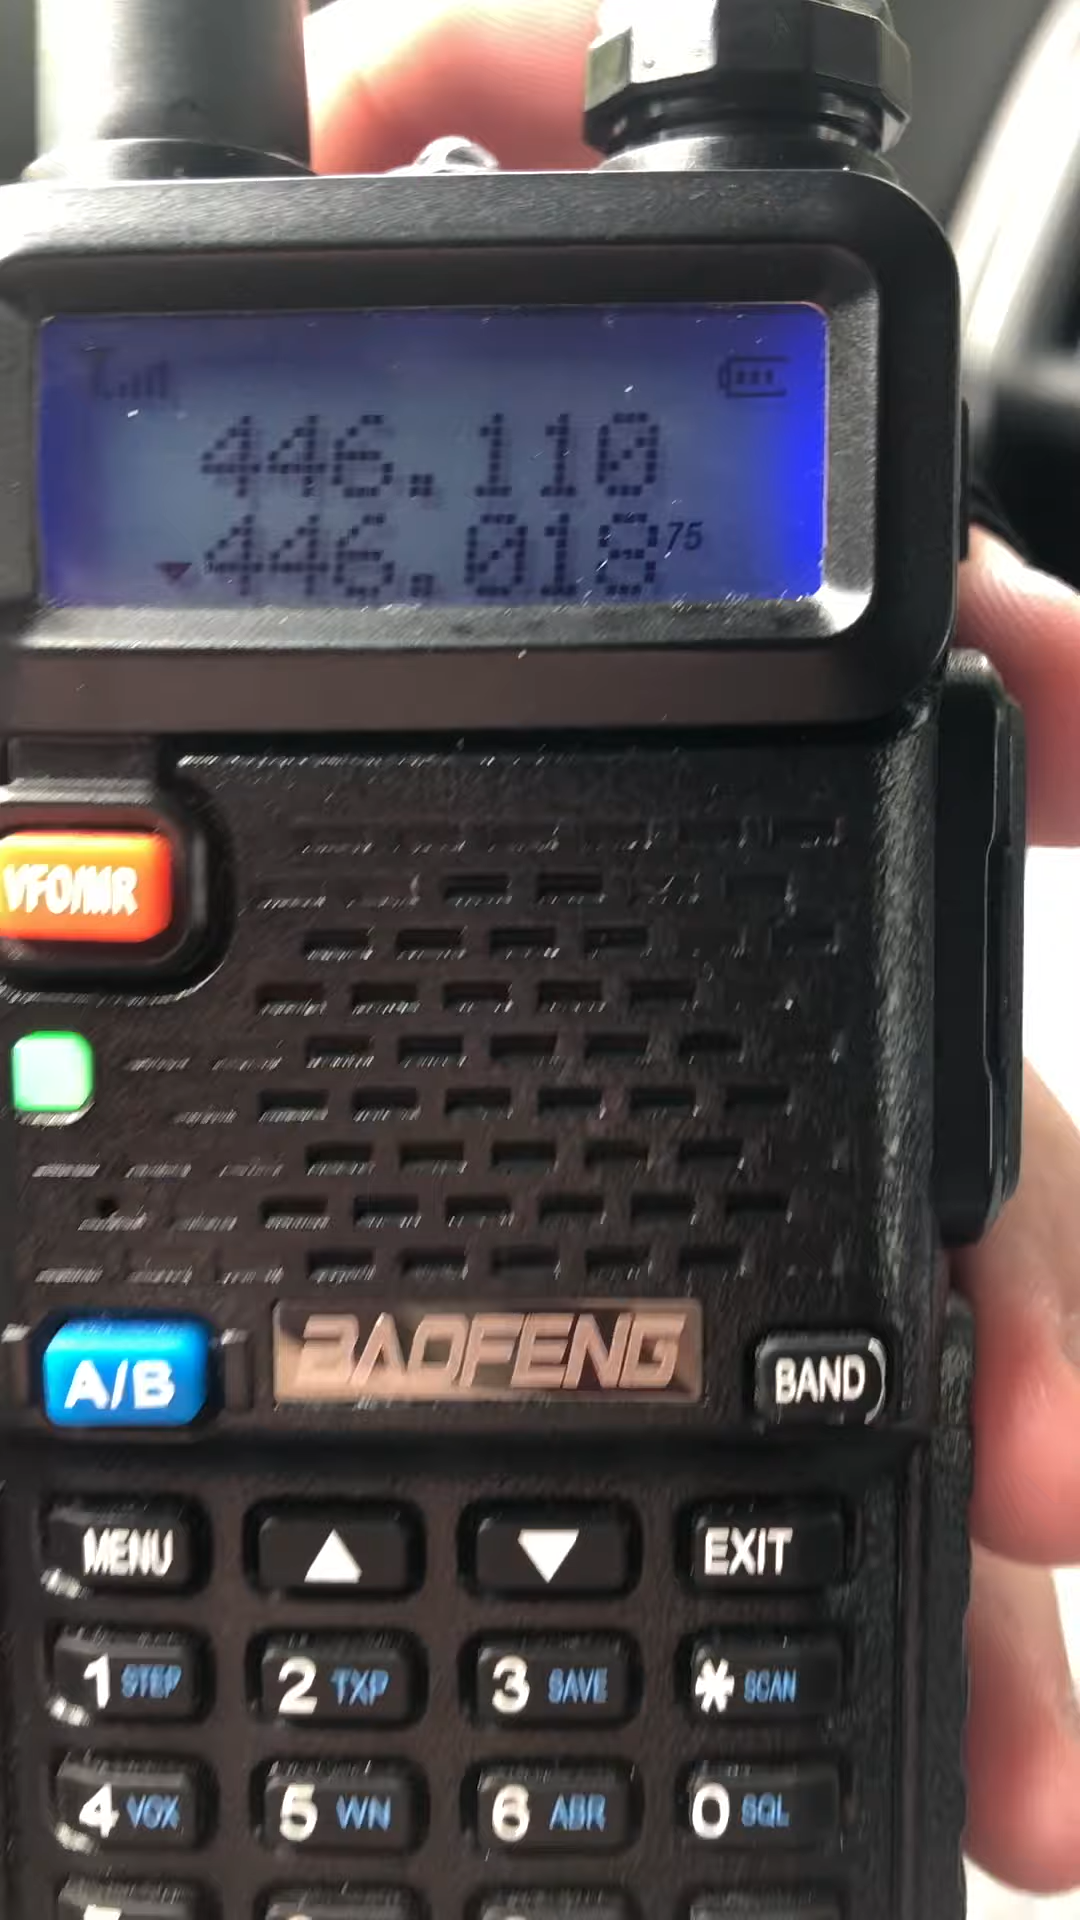 446.110
446.018 75
VFO/MR
A/B
BAOFENG
BAND
MENU
EXIT
1 STEP 2 TXP 3 SAVE * SCAN
4 VOX 5 WN 6 ABR 0 SQL